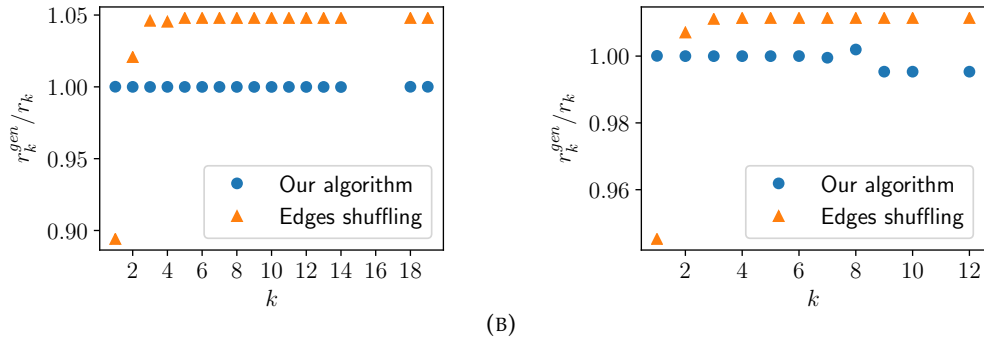 1.05
1.00
0.95
0.90
r_k^{gen}/r_k
Our algorithm
Edges shuffling
2 4 6 8 10 12 14 16 18
k
1.00
0.98
0.96
r_k^{gen}/r_k
Our algorithm
Edges shuffling
2 4 6 8 10 12
k
(B)